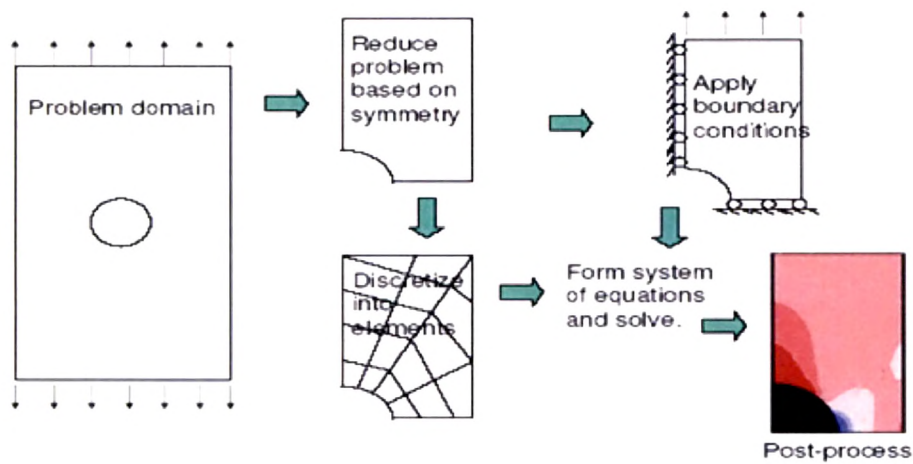 Problem domain
Reduce
problem
based on
symmetry
Apply
boundary
conditions
Discretize
into
elements
Form system
of equations
and solve.
Post-process